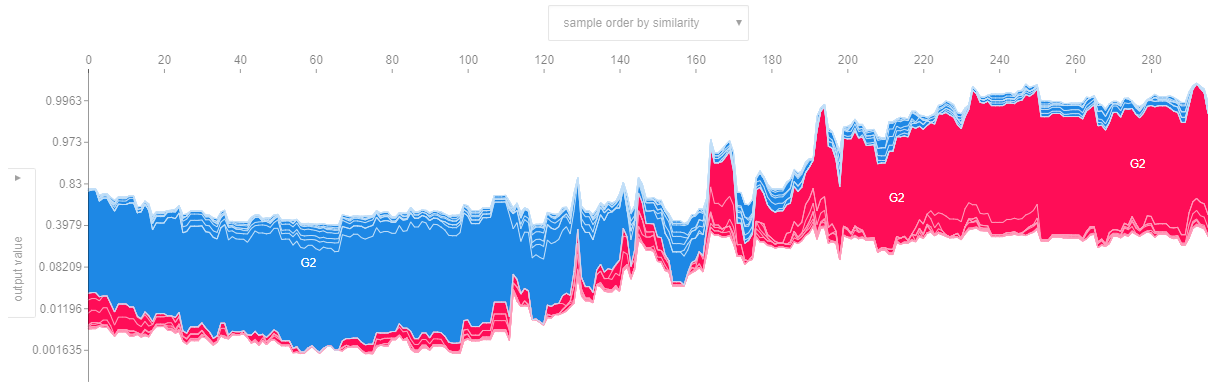 sample order by similarity ▾
0 20 40 60 80 100 120 140 160 180 200 220 240 260 280
0.9963
0.973
G2
0.83
G2
0.3979
G2
0.08209
0.01196
0.001635
output value